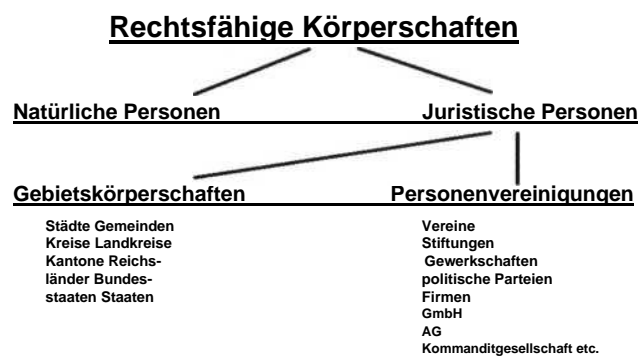 Rechtsfähige Körperschaften
Natürliche Personen
Juristische Personen
Gebietskörperschaften
Städte Gemeinden
Kreise Landkreise
Kantone Reichs-
länder Bundes-
staaten Staaten
Personenvereinigungen
Vereine
Stiftungen
Gewerkschaften
politische Parteien
Firmen
GmbH
AG
Kommanditgesellschaft etc.